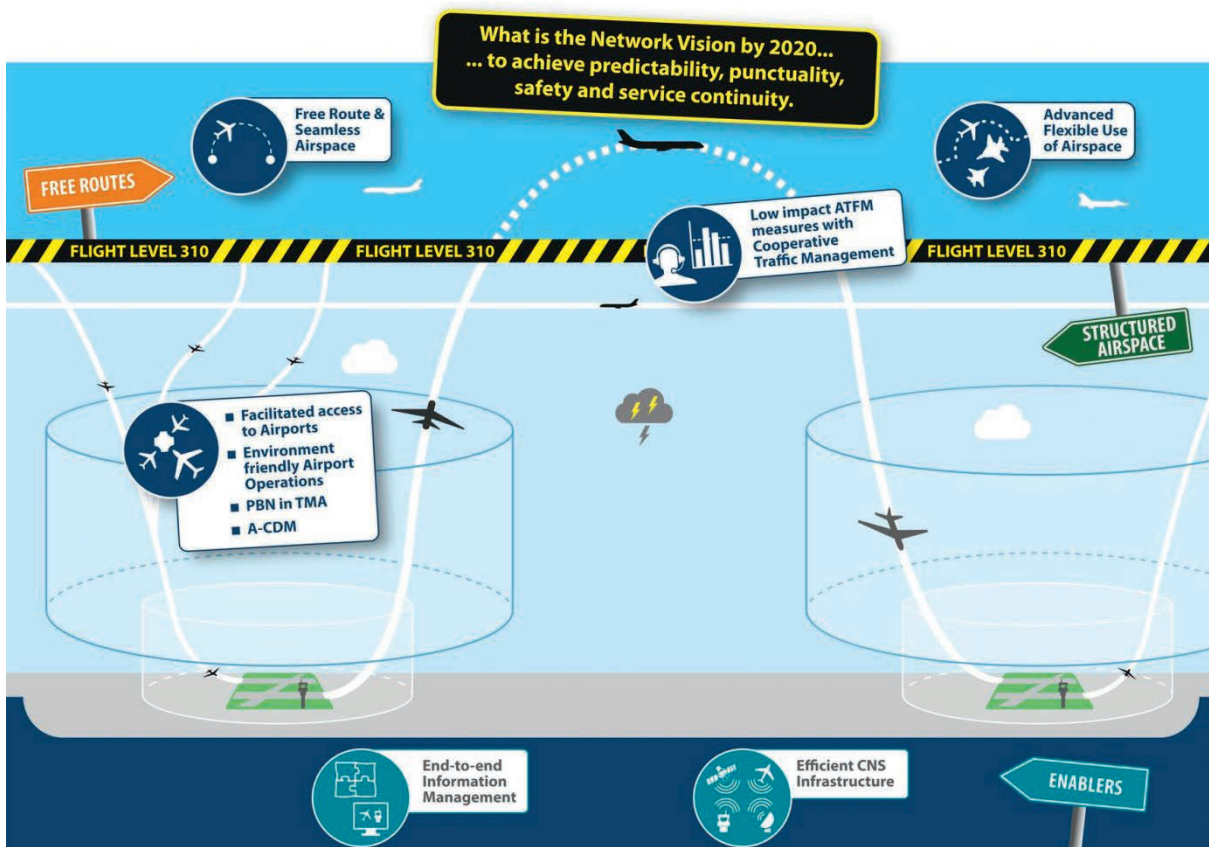 What is the Network Vision by 2020...
... to achieve predictability, punctuality,
safety and service continuity.
Free Route &
Seamless
Airspace
Advanced
Flexible Use
of Airspace
FREE ROUTES
Low impact ATFM
measures with
Cooperative
Traffic Management
FLIGHT LEVEL 310
FLIGHT LEVEL 310
FLIGHT LEVEL 310
STRUCTURED
AIRSPACE
■ Facilitated access
to Airports
■ Environment
friendly Airport
Operations
■ PBN in TMA
■ A-CDM
End-to-end
Information
Management
Efficient CNS
Infrastructure
ENABLERS